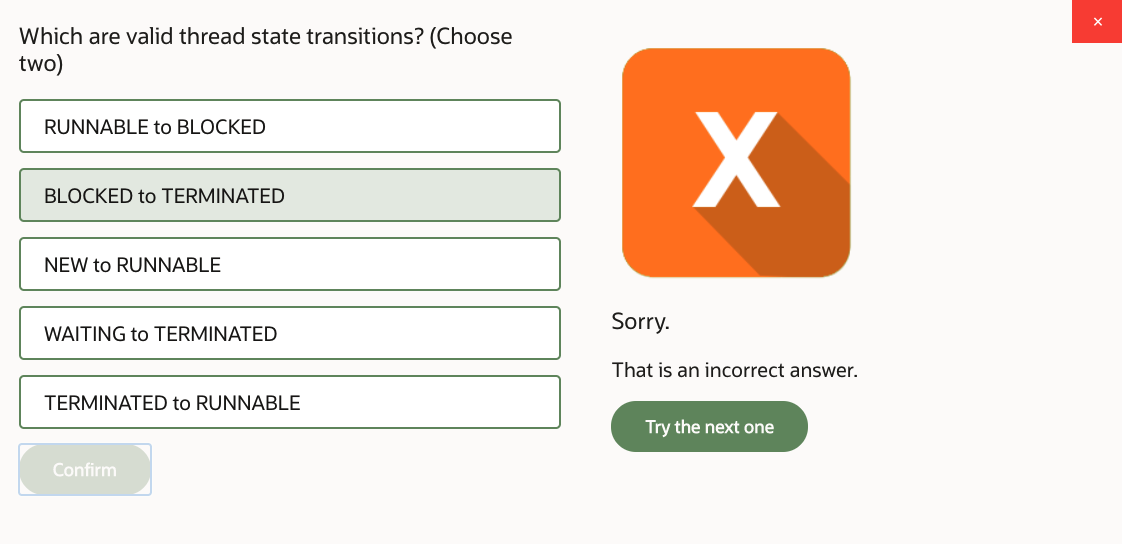 Which are valid thread state transitions? (Choose
two)
RUNNABLE to BLOCKED
BLOCKED to TERMINATED
NEW to RUNNABLE
WAITING to TERMINATED
TERMINATED to RUNNABLE
Confirm
×
X
Sorry.
That is an incorrect answer.
Try the next one